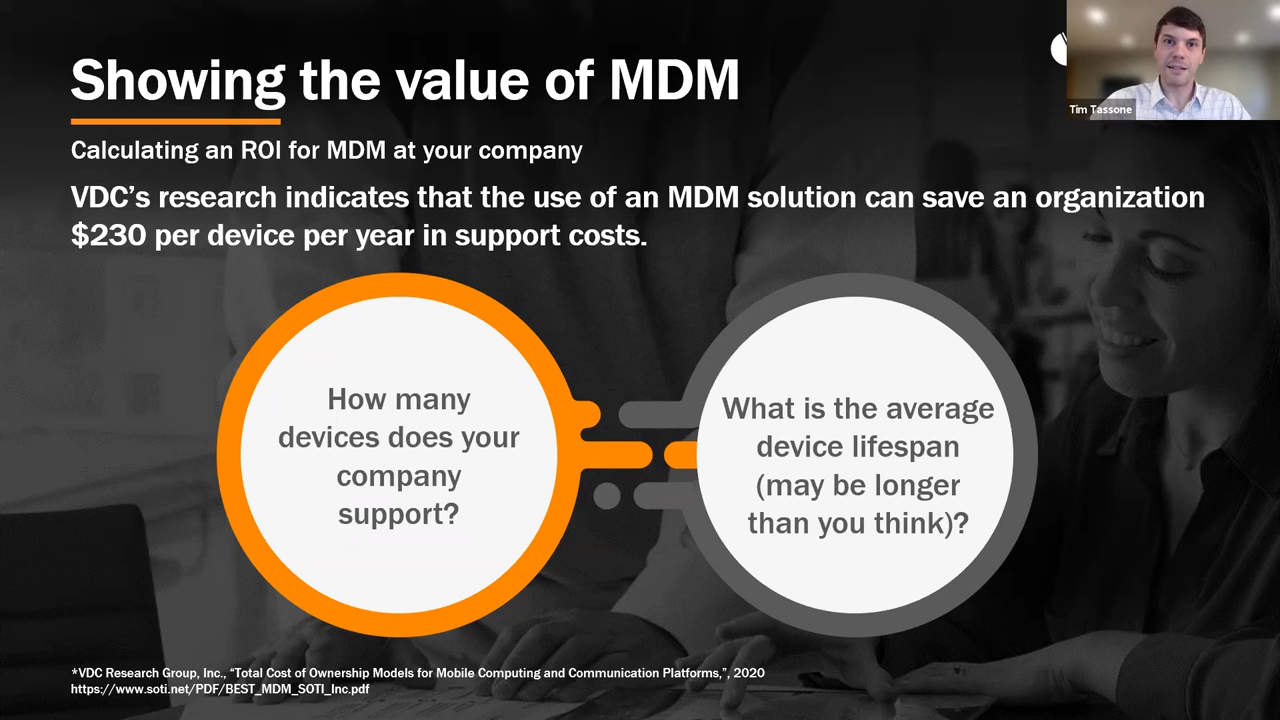 Showing the value of MDM
Tim Tassone
Calculating an ROI for MDM at your company
VDC’s research indicates that the use of an MDM solution can save an organization
$230 per device per year in support costs.
How many
devices does your
company
support?
What is the average
device lifespan
(may be longer
than you think)?
*VDC Research Group, Inc., “Total Cost of Ownership Models for Mobile Computing and Communication Platforms,”, 2020
https://www.soti.net/PDF/BEST_MDM_SOTI_Inc.pdf